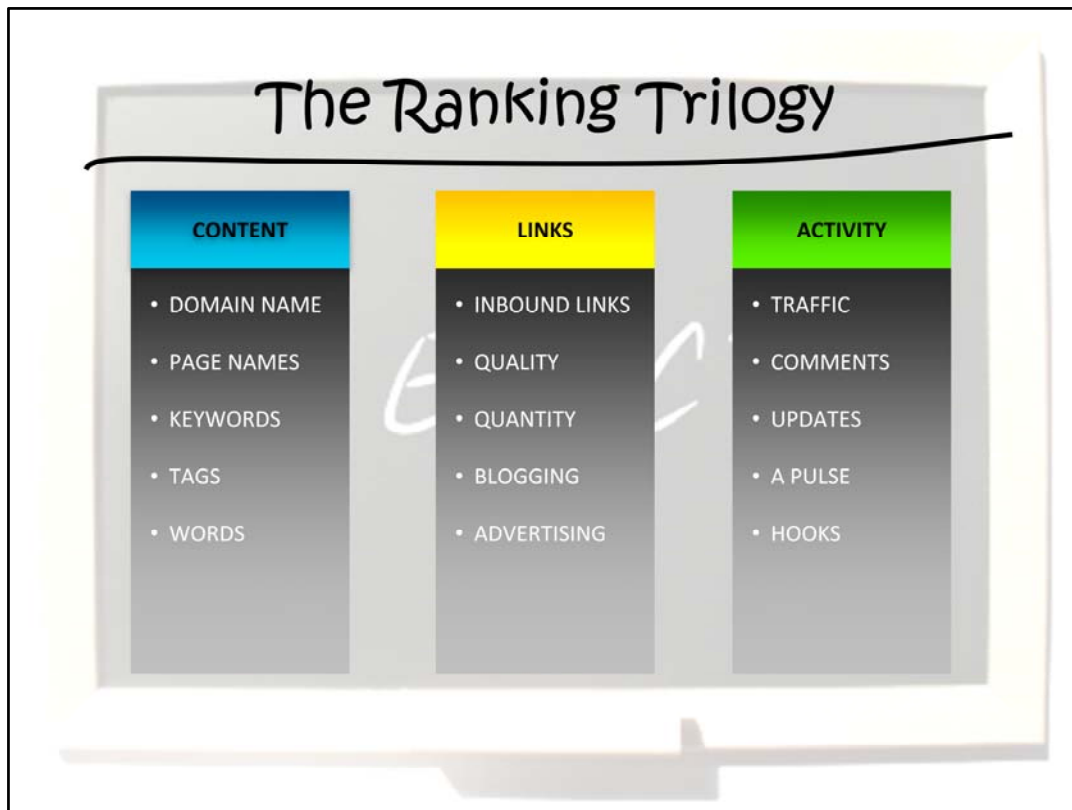 The Ranking Trilogy
CONTENT
• DOMAIN NAME
• PAGE NAMES
• KEYWORDS
• TAGS
• WORDS
LINKS
• INBOUND LINKS
• QUALITY
• QUANTITY
• BLOGGING
• ADVERTISING
ACTIVITY
• TRAFFIC
• COMMENTS
• UPDATES
• A PULSE
• HOOKS